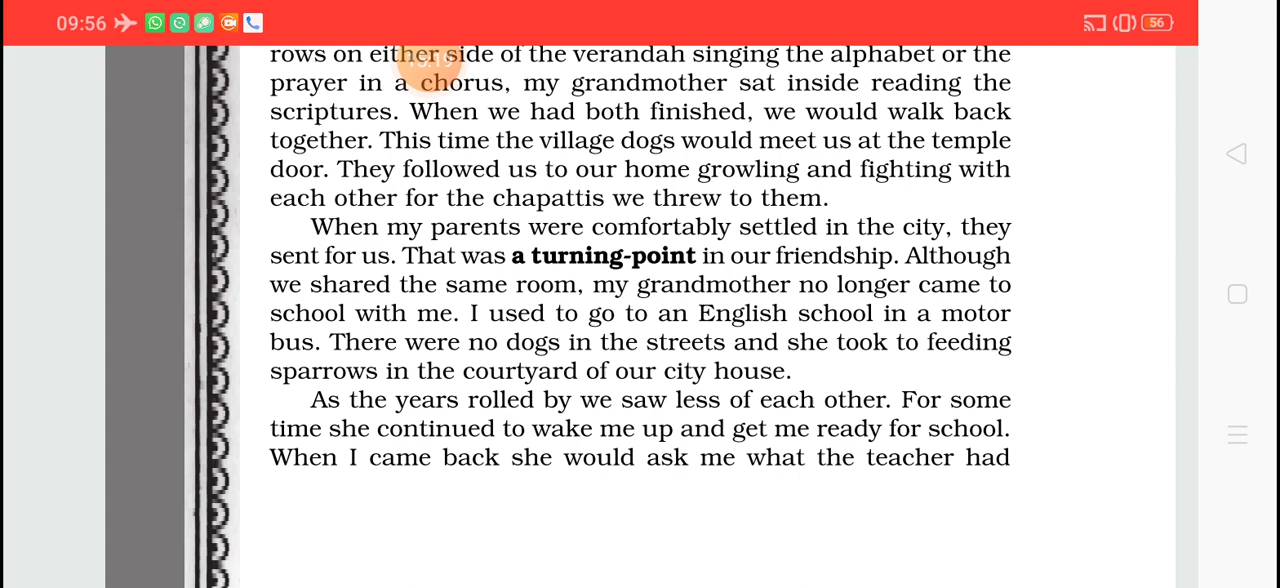 09:56
56
rows on either side of the verandah singing the alphabet or the
15:19
prayer in a chorus, my grandmother sat inside reading the
scriptures. When we had both finished, we would walk back
together. This time the village dogs would meet us at the temple
door. They followed us to our home growling and fighting with
each other for the chapattis we threw to them.
When my parents were comfortably settled in the city, they
sent for us. That was a turning-point in our friendship. Although
we shared the same room, my grandmother no longer came to
school with me. I used to go to an English school in a motor
bus. There were no dogs in the streets and she took to feeding
sparrows in the courtyard of our city house.
As the years rolled by we saw less of each other. For some
time she continued to wake me up and get me ready for school.
When I came back she would ask me what the teacher had